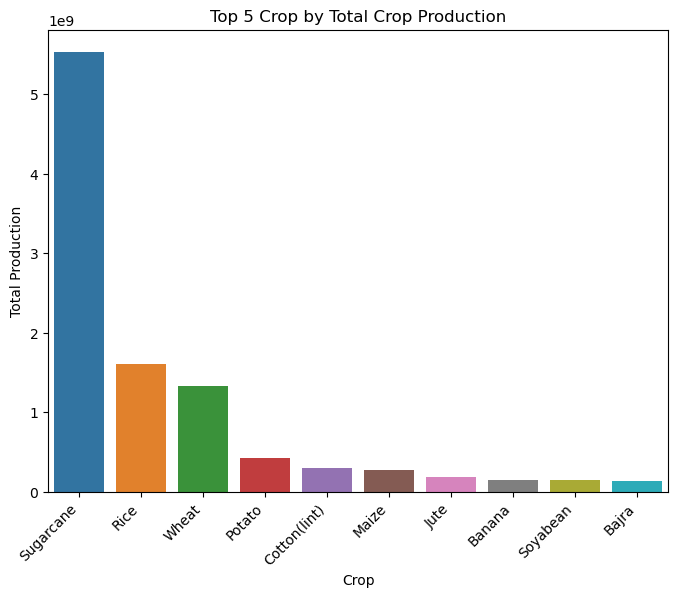 Top 5 Crop by Total Crop Production
1e9
Total Production
5
4
3
2
1
0
Sugarcane
Rice
Wheat
Potato
Cotton(lint)
Maize
Jute
Banana
Soyabean
Bajra
Crop